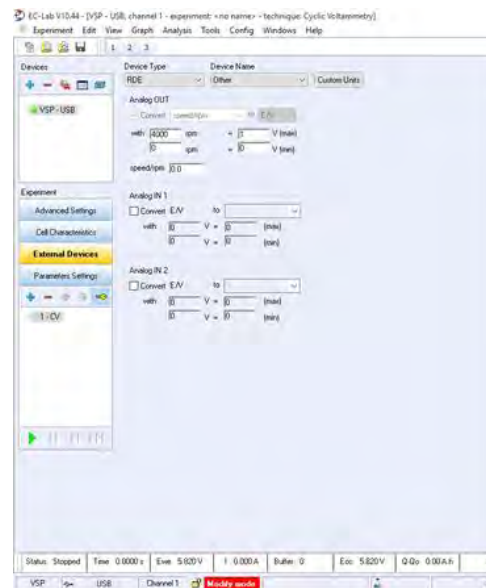 EC-Lab V10.44 - [VSP - USB, channel 1 - experiment: <no name> - technique: Cyclic Voltammetry]
Experiment Edit View Graph Analysis Tools Config Windows Help
1 2 3
Devices
VSP - USB
Device Type Device Name
RDE Other Custom Units
Analog OUT
Convert speed/rpm to E/V
with 4000 rpm = V (max)
0 rpm = 0 V (min)
speed/rpm 0.0
Experiment
Advanced Settings
Cell Characteristics
External Devices
Parameters Settings
1 - CV
Analog IN 1
Convert E/V to
with 0 V = 0 (max)
0 V = 0 (min)
Analog IN 2
Convert E/V to
with 0 V = 0 (max)
0 V = 0 (min)
Status Stopped Time 0.0000 s Ewe 5.820 V I 0.000 A Buffer 0 Eoc 5.820 V Q-Qo 0.00 A.h
VSP USB Channel 1 Modify mode